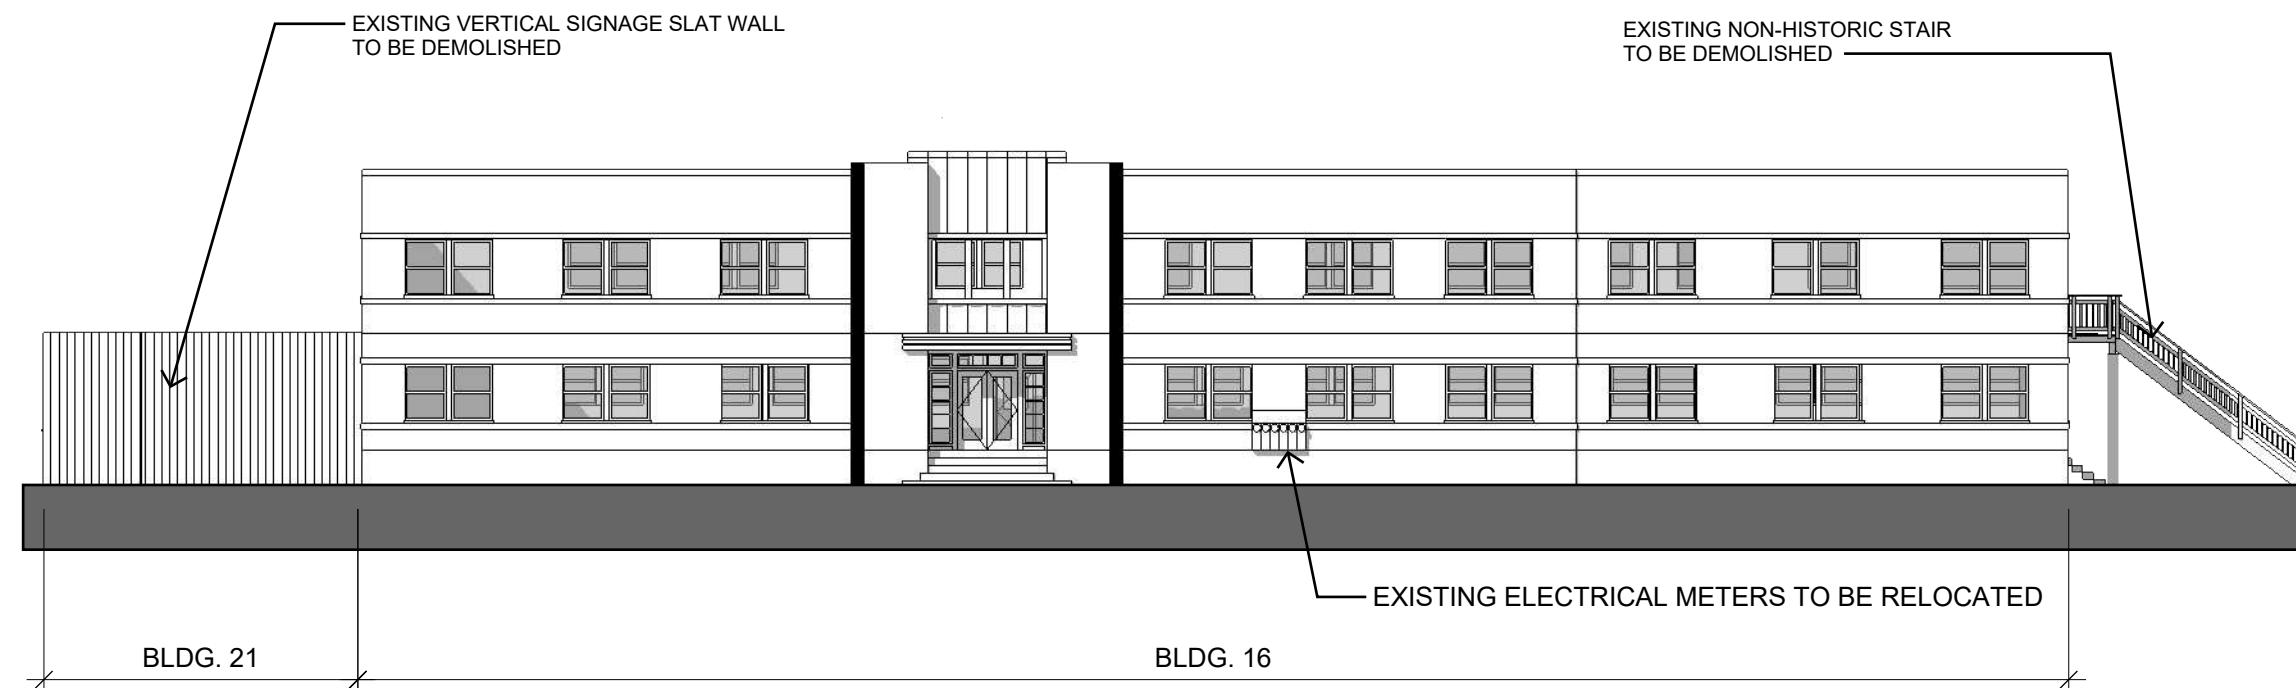 EXISTING VERTICAL SIGNAGE SLAT WALL
TO BE DEMOLISHED
EXISTING NON-HISTORIC STAIR
TO BE DEMOLISHED
EXISTING ELECTRICAL METERS TO BE RELOCATED
BLDG. 21
BLDG. 16